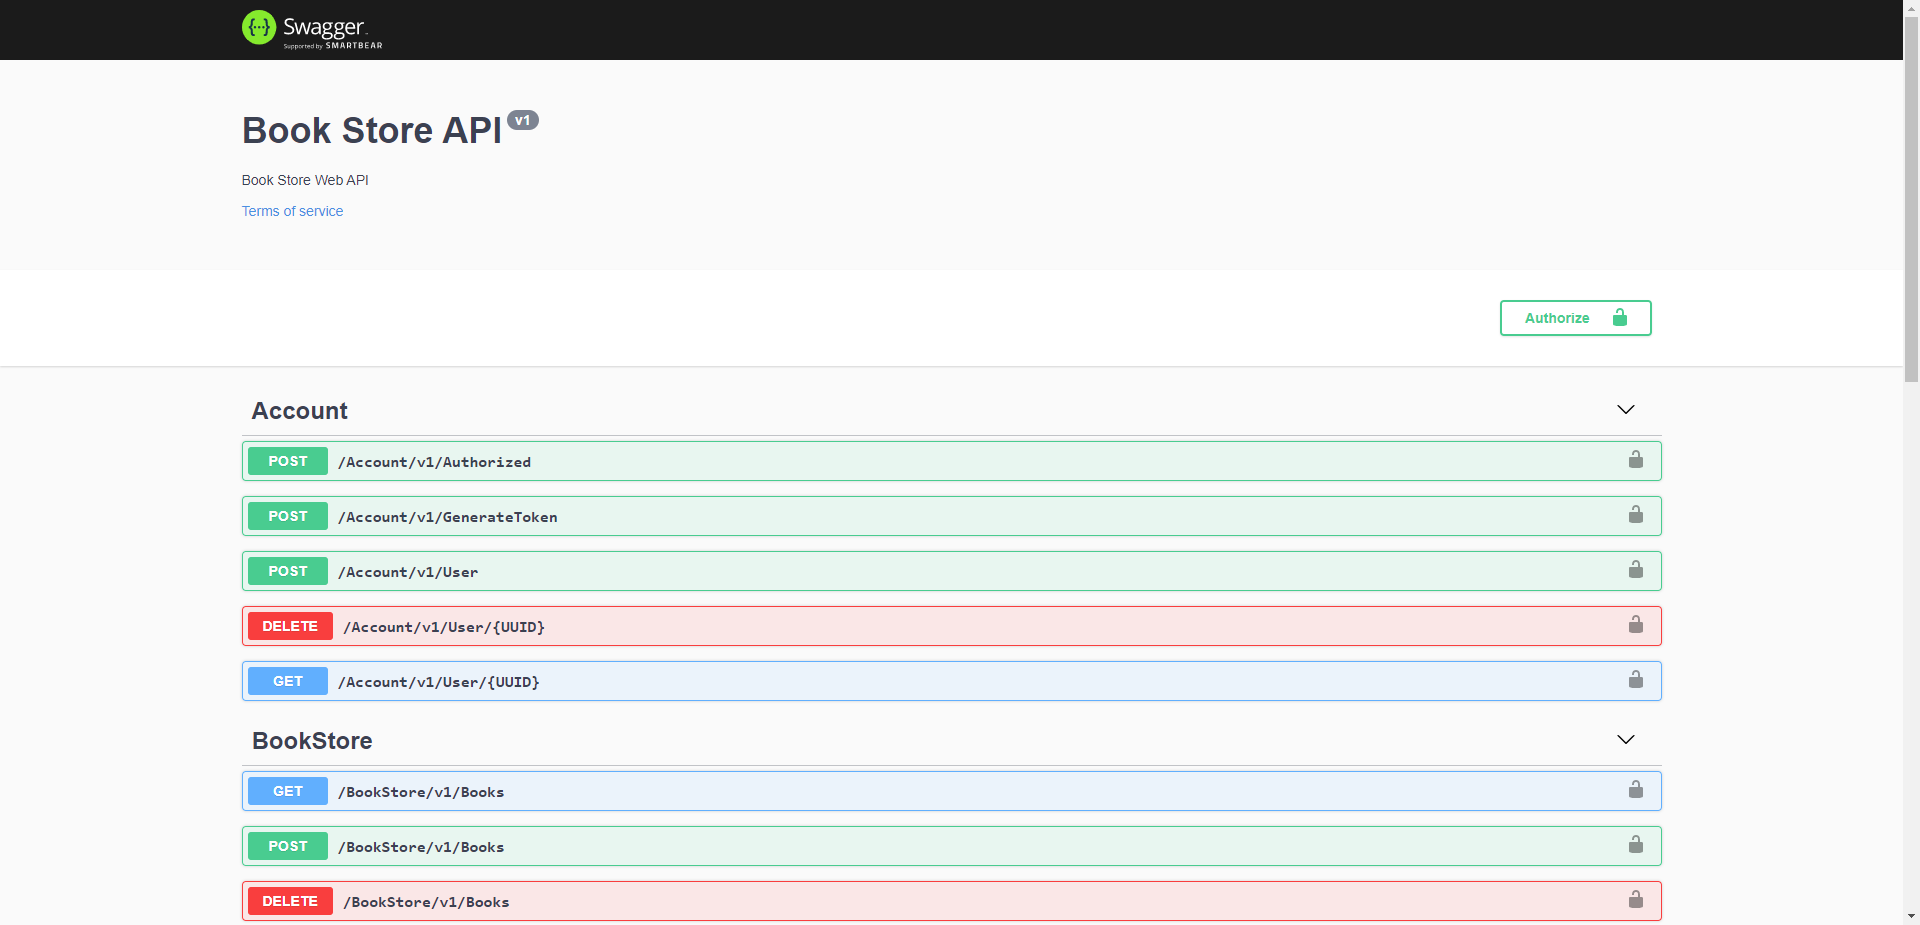 Swagger
Supported by SMARTBEAR
Book Store API v1
Book Store Web API
Terms of service
Authorize
Account
POST /Account/v1/Authorized
POST /Account/v1/GenerateToken
POST /Account/v1/User
DELETE /Account/v1/User/{UUID}
GET /Account/v1/User/{UUID}
BookStore
GET /BookStore/v1/Books
POST /BookStore/v1/Books
DELETE /BookStore/v1/Books